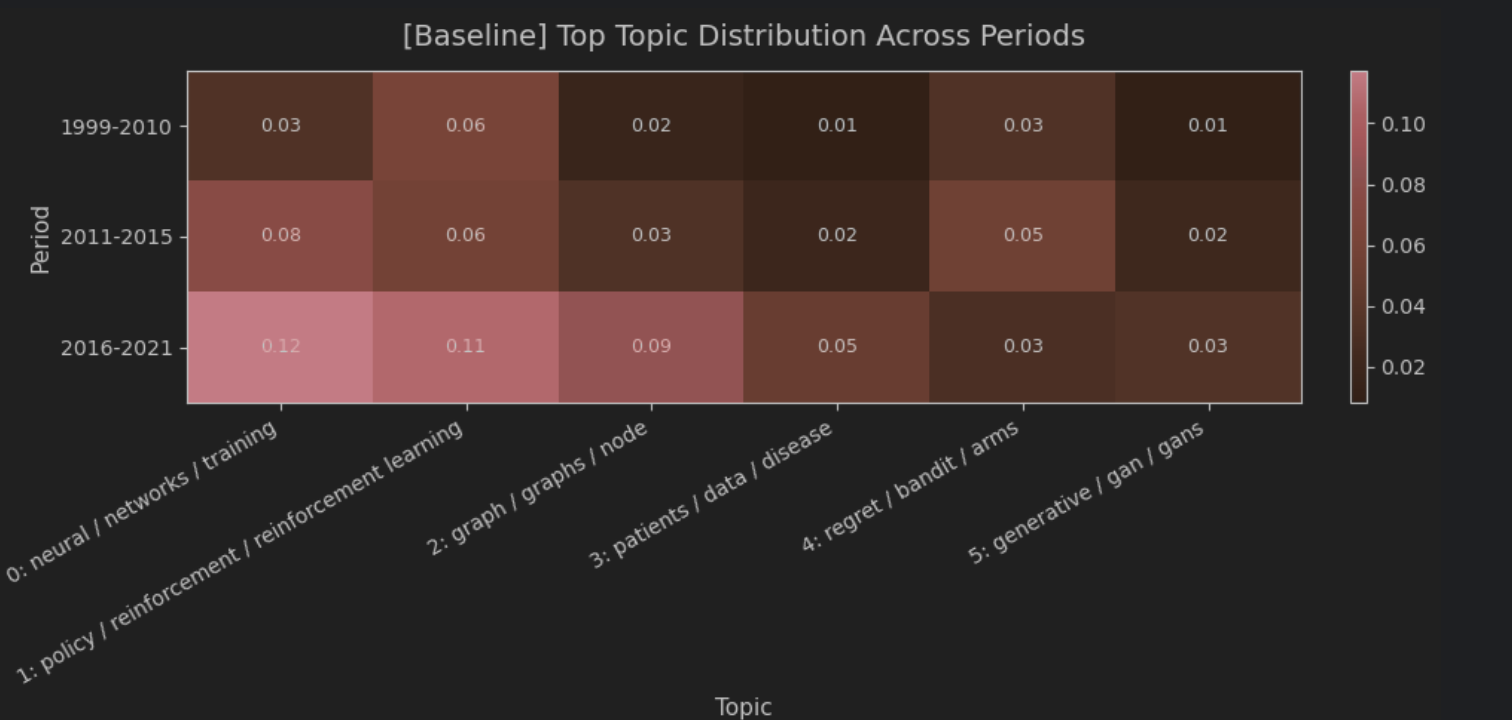 [Baseline] Top Topic Distribution Across Periods
Period
1999-2010 0.03 0.06 0.02 0.01 0.03 0.01
2011-2015 0.08 0.06 0.03 0.02 0.05 0.02
2016-2021 0.12 0.11 0.09 0.05 0.03 0.03
0: neural / networks / training
1: policy / reinforcement / reinforcement learning
2: graph / graphs / node
3: patients / data / disease
4: regret / bandit / arms
5: generative / gan / gans
Topic
0.10
0.08
0.06
0.04
0.02